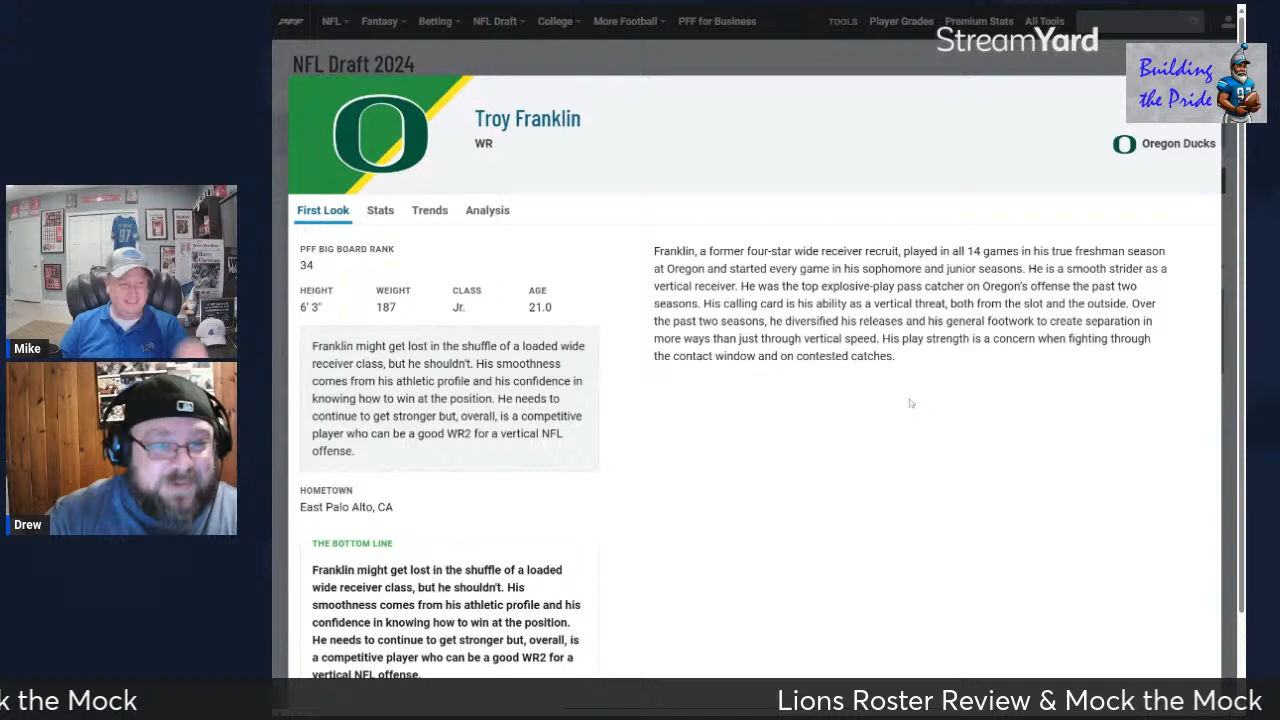 PFF NFL Fantasy Betting NFL Draft College More Football PFF for Business TOOLS Player Grades Premium Stats All Tools
StreamYard
Building
the Pride
NFL Draft 2024
Troy Franklin
WR
Oregon Ducks
First Look Stats Trends Analysis
PFF BIG BOARD RANK
34
HEIGHT WEIGHT CLASS AGE
6' 3" 187 Jr. 21.0
Franklin might get lost in the shuffle of a loaded wide
receiver class, but he shouldn't. His smoothness
comes from his athletic profile and his confidence in
knowing how to win at the position. He needs to
continue to get stronger but, overall, is a competitive
player who can be a good WR2 for a vertical NFL
offense.
HOMETOWN
East Palo Alto, CA
THE BOTTOM LINE
Franklin might get lost in the shuffle of a loaded
wide receiver class, but he shouldn't. His
smoothness comes from his athletic profile and his
confidence in knowing how to win at the position.
He needs to continue to get stronger but, overall, is
a competitive player who can be a good WR2 for a
vertical NFL offense.
Franklin, a former four-star wide receiver recruit, played in all 14 games in his true freshman season
at Oregon and started every game in his sophomore and junior seasons. He is a smooth strider as a
vertical receiver. He was the top explosive-play pass catcher on Oregon's offense the past two
seasons. His calling card is his ability as a vertical threat, both from the slot and the outside. Over
the past two seasons, he diversified his releases and his general footwork to create separation in
more ways than just through vertical speed. His play strength is a concern when fighting through
the contact window and on contested catches.
97
Mike
Drew
k the Mock
Lions Roster Review & Mock the Mock